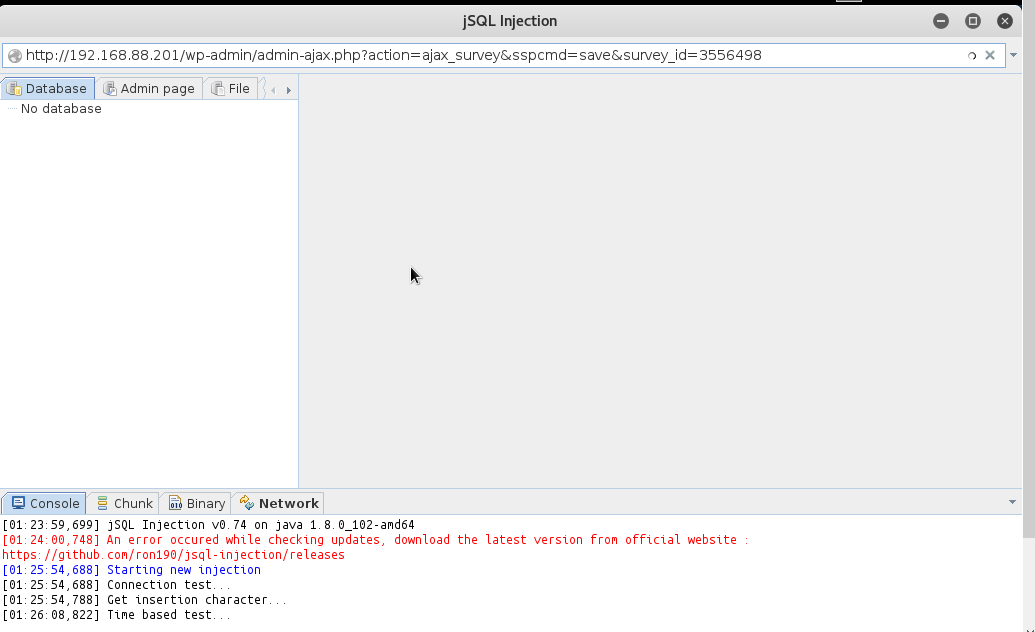 jSQL Injection
http://192.168.88.201/wp-admin/admin-ajax.php?action=ajax_survey&sspcmd=save&survey_id=3556498
Database Admin page File
No database
Console Chunk Binary Network
[01:23:59,699] jSQL Injection v0.74 on java 1.8.0_102-amd64
[01:24:00,748] An error occured while checking updates, download the latest version from official website :
https://github.com/ron190/jsql-injection/releases
[01:25:54,688] Starting new injection
[01:25:54,688] Connection test...
[01:25:54,788] Get insertion character...
[01:26:08,822] Time based test...